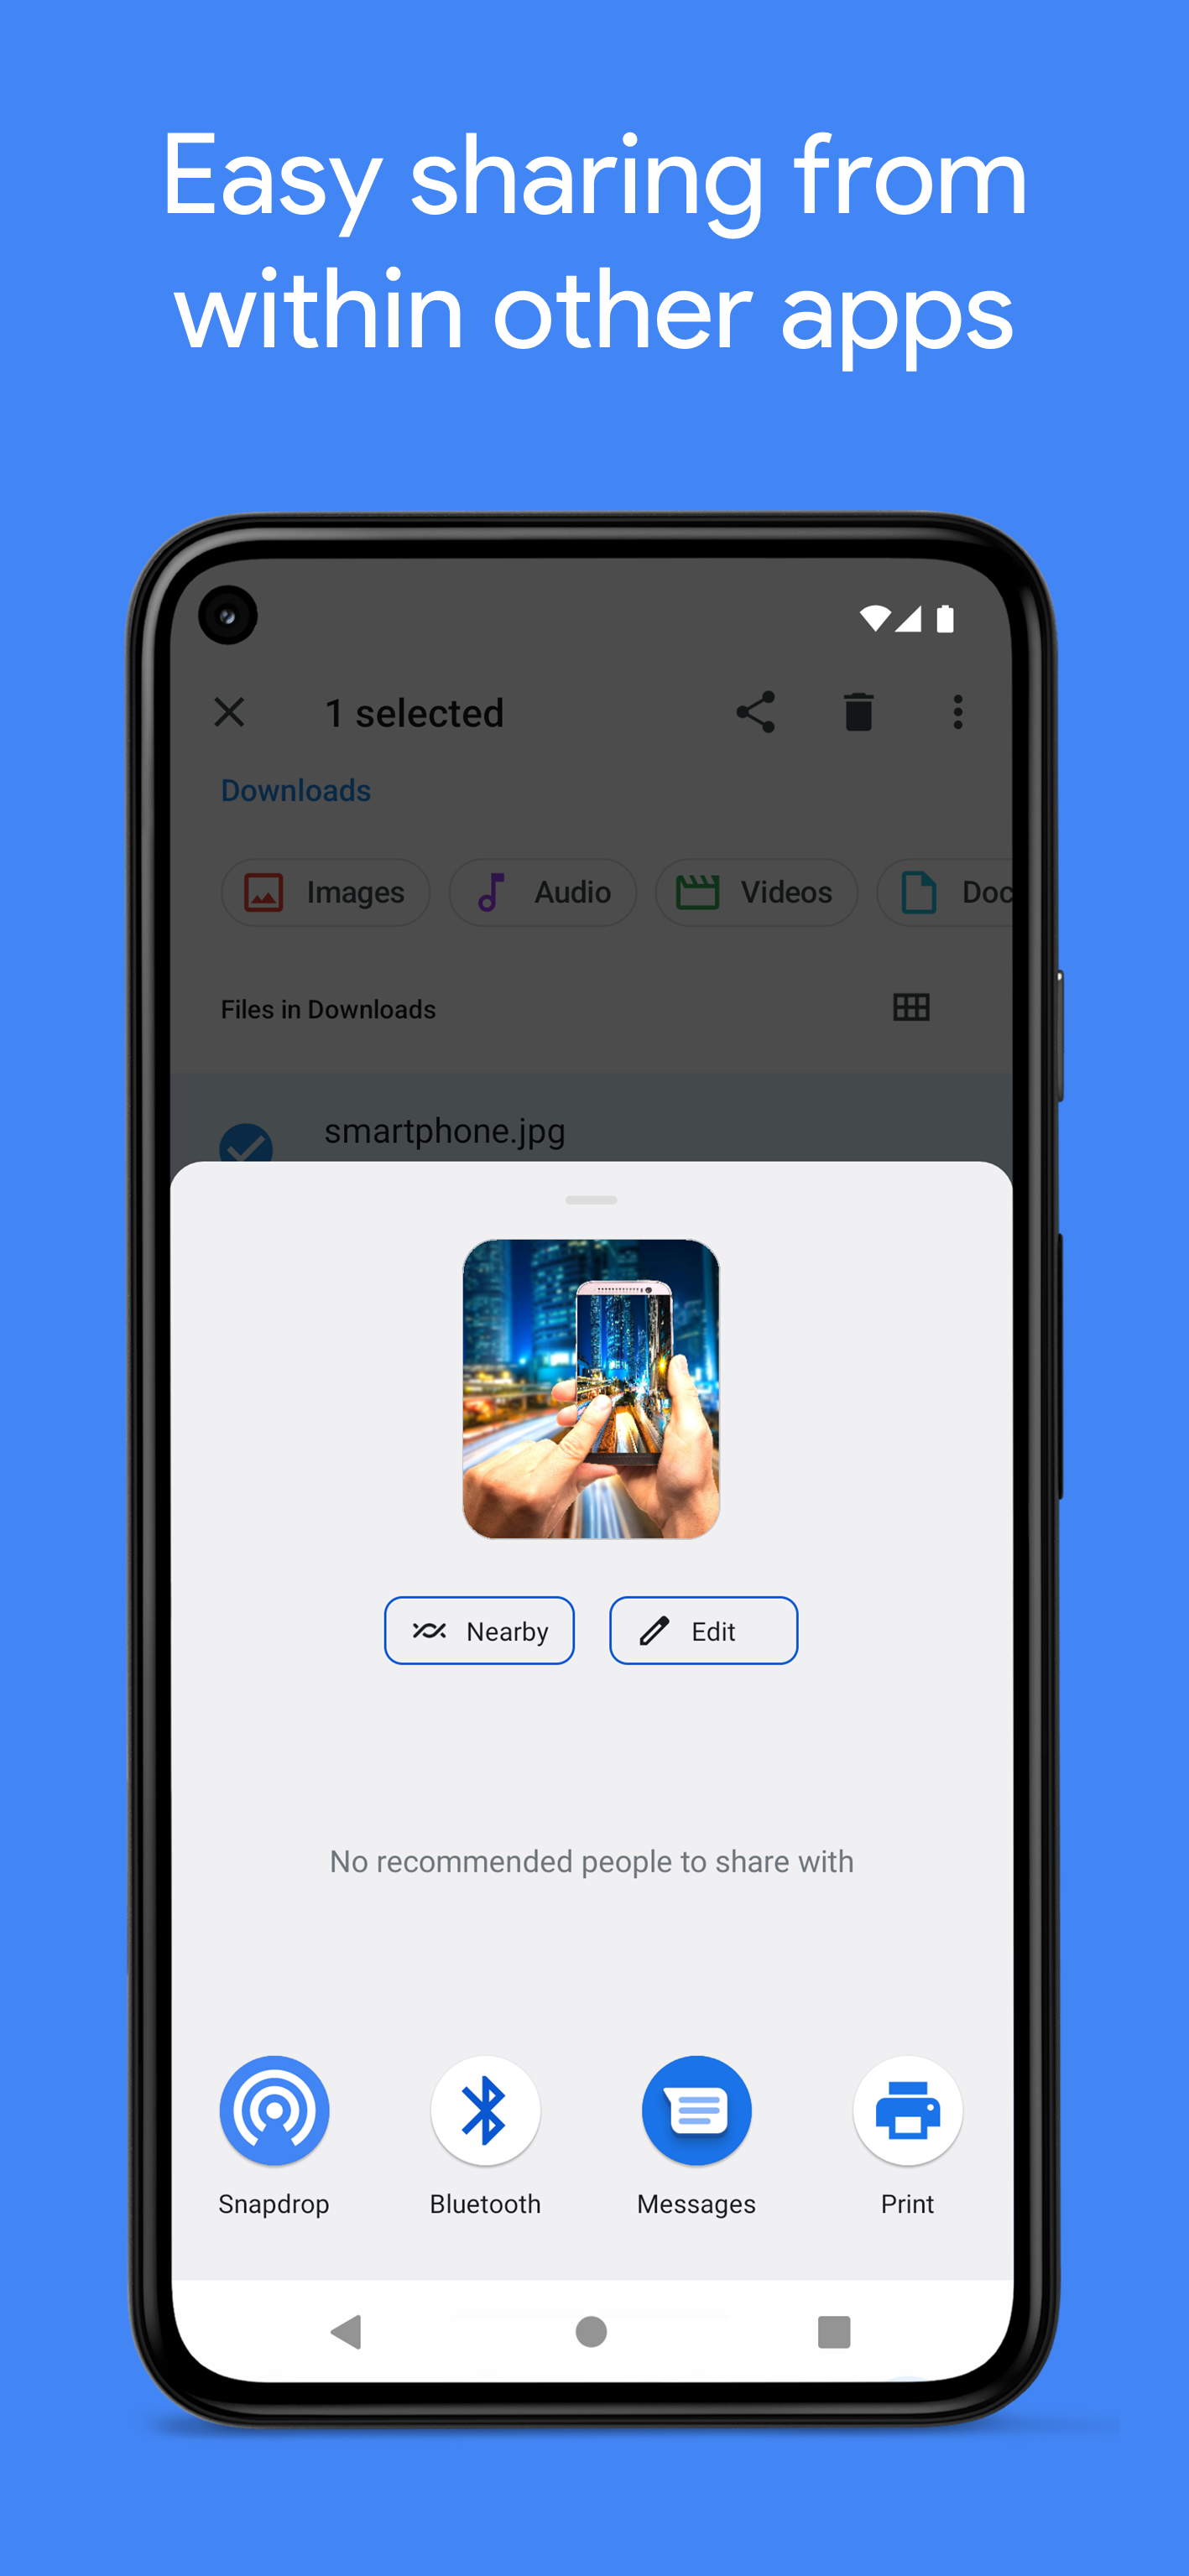 Easy sharing from
within other apps
1 selected
Downloads
Images Audio Videos Doc
Files in Downloads
smartphone.jpg
Nearby Edit
No recommended people to share with
Snapdrop Bluetooth Messages Print